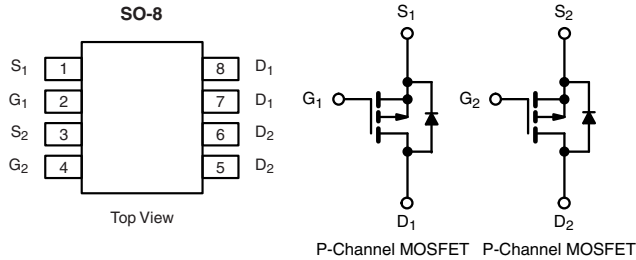 SO-8
S1 1 8 D1
G1 2 7 D1
S2 3 6 D2
G2 4 5 D2
Top View
S1
G1
D1
P-Channel MOSFET
S2
G2
D2
P-Channel MOSFET